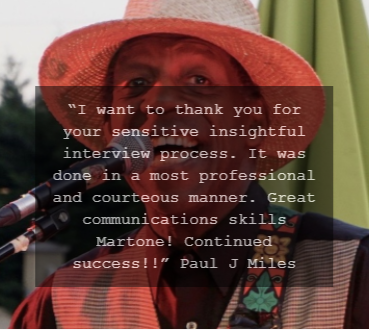 “I want to thank you for
your sensitive insightful
interview process. It was
done in a most professional
and courteous manner. Great
communications skills
Martone! Continued
success!!” Paul J Miles